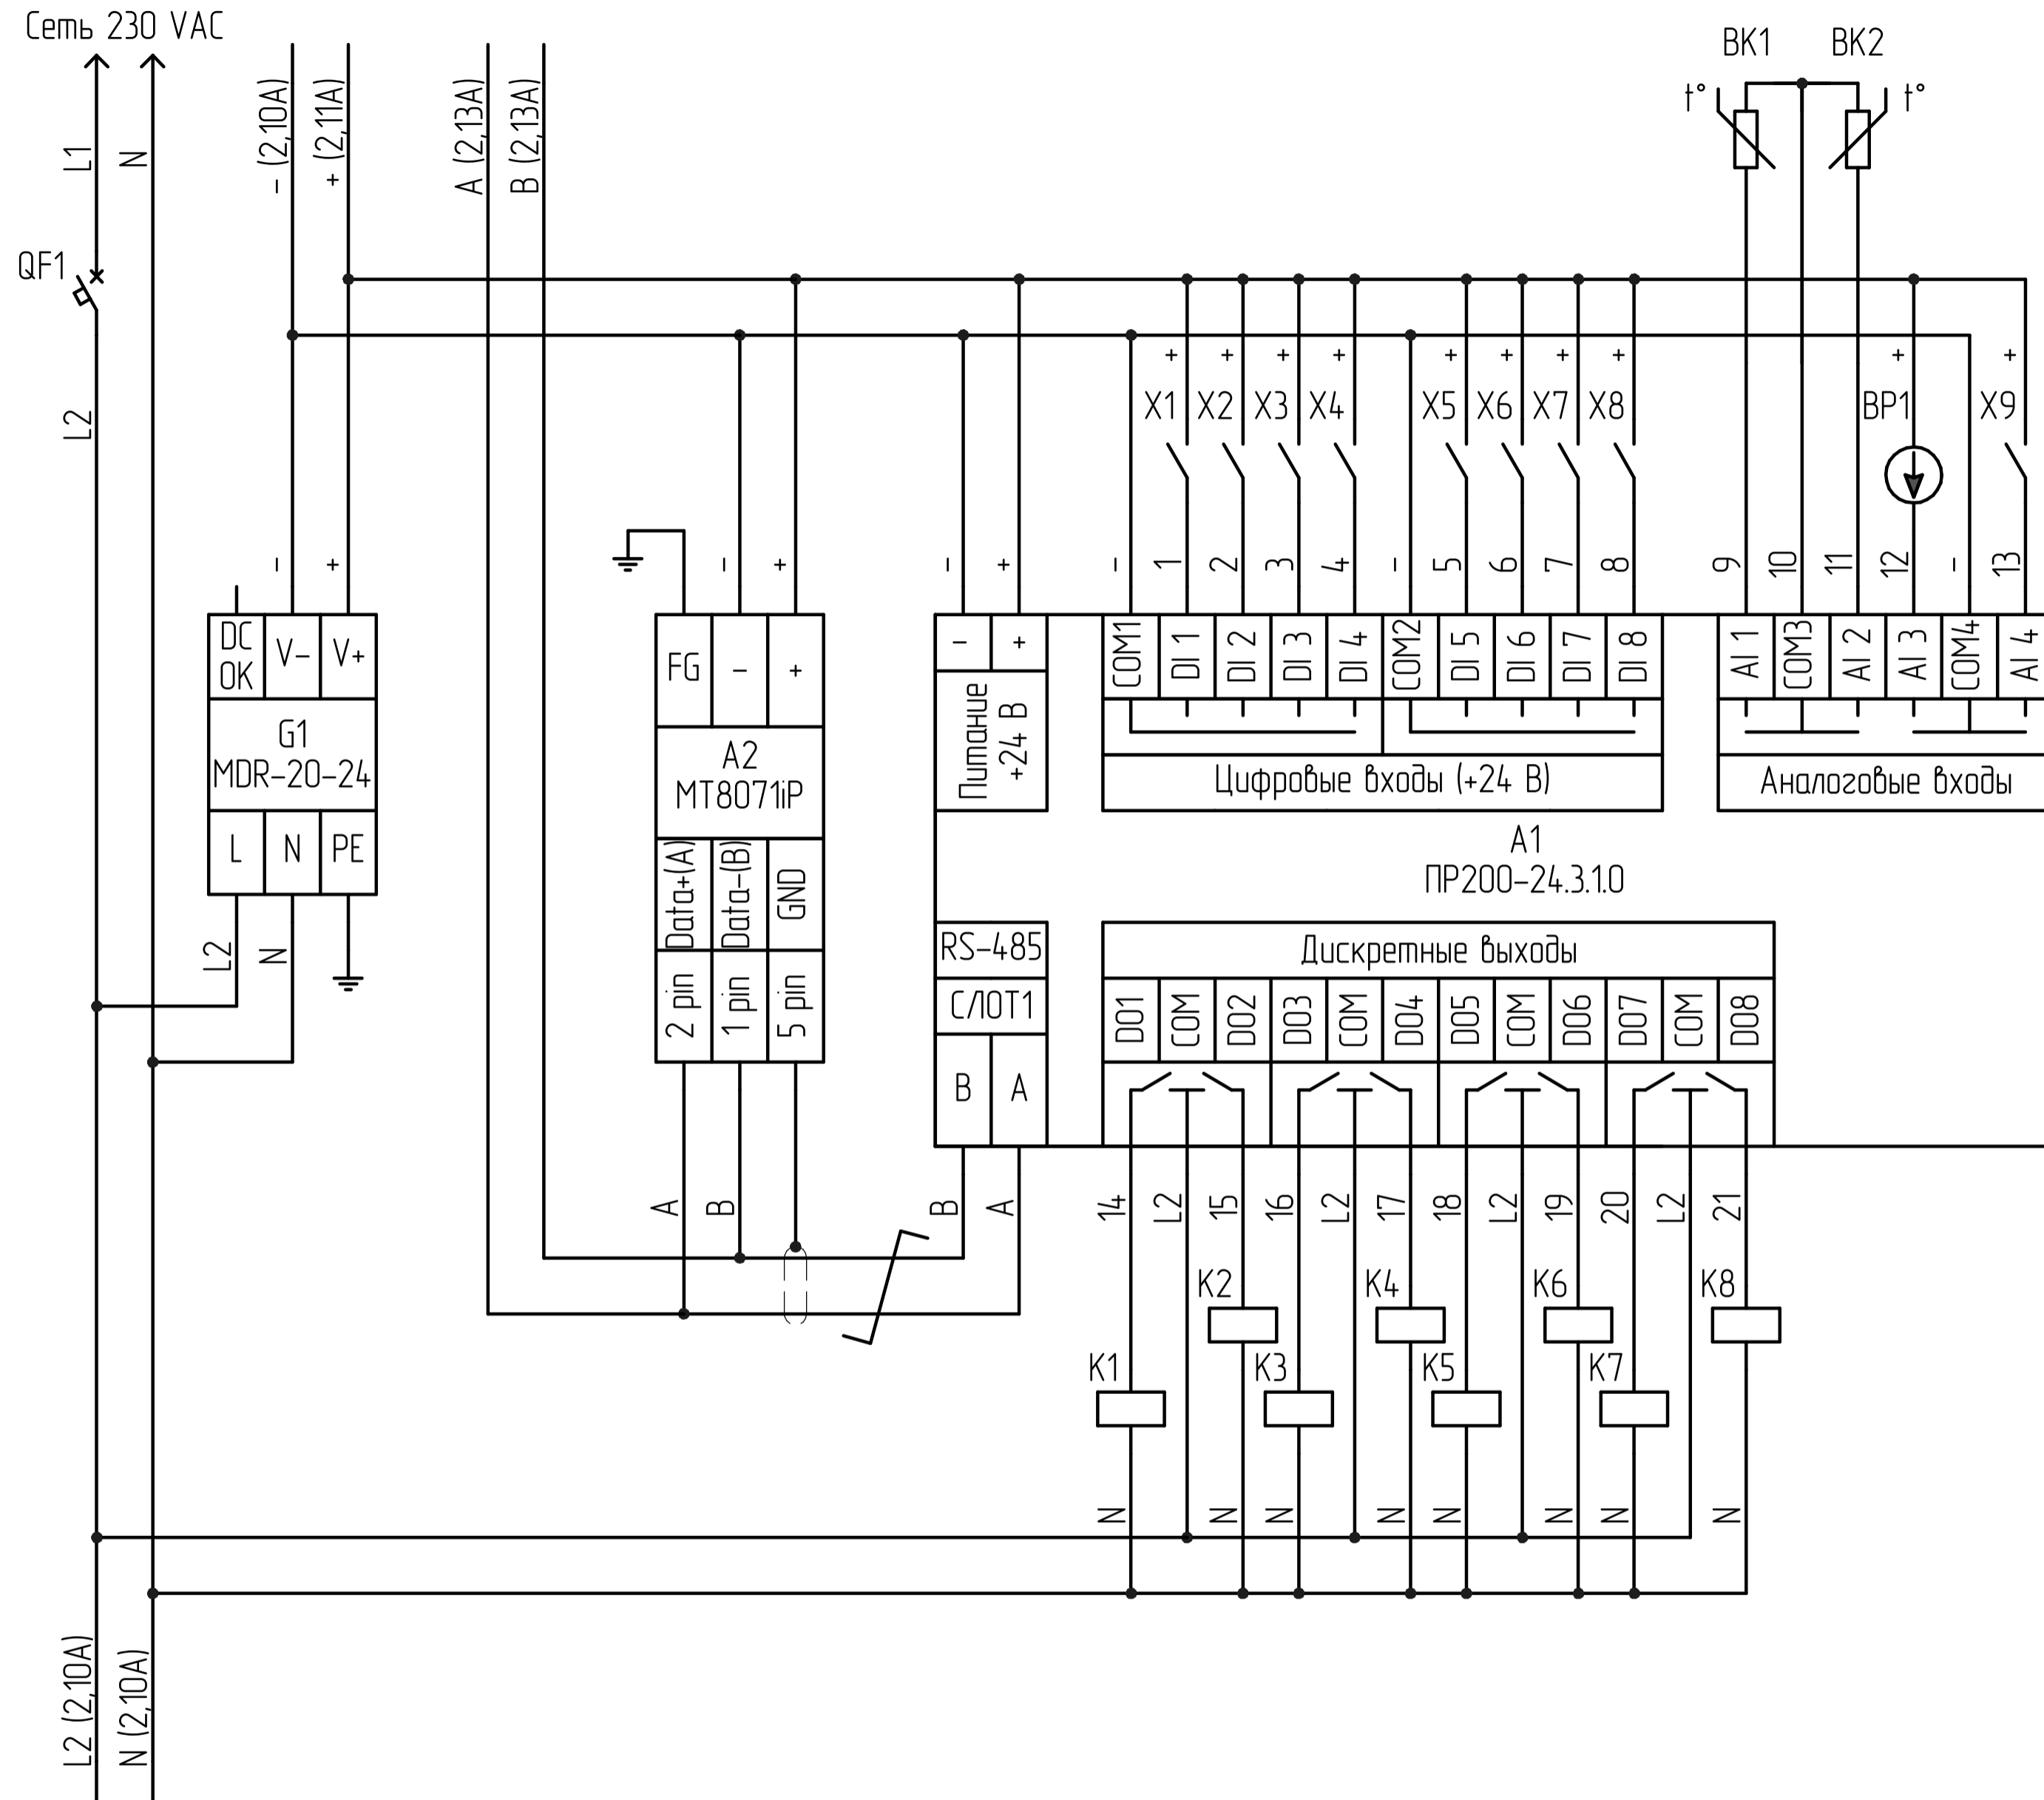 Сеть 230 VAC
BK1 BK2
t° t°
L1 N - (2,10A) + (2,11A) A (2,13A) B (2,13A)
QF1
L2
+ + + + + + + + + +
X1 X2 X3 X4 X5 X6 X7 X8 BP1 X9
- + - + - + - 1 2 3 4 - 5 6 7 8 9 10 11 12 - 13
DC OK V- V+
FG - +
- +
COM1 DI 1 DI 2 DI 3 DI 4 COM2 DI 5 DI 6 DI 7 DI 8
AI 1 COM3 AI 2 AI 3 COM4 AI 4
G1
MDR-20-24
A2
MT8071iP
Питание
+24 В
Цифровые входы (+24 В)
Аналоговые входы
L N PE
Data+(A) Data-(B) GND
A1
ПР200-24.3.1.0
L2 N
2 pin 1 pin 5 pin
RS-485
СЛОТ1
B A
Дискретные выходы
DO1 COM DO2 DO3 COM DO4 DO5 COM DO6 DO7 COM DO8
A B B A
14 L2 15 16 L2 17 18 L2 19 20 L2 21
K2 K4 K6 K8
K1 K3 K5 K7
N N N N N N N N
L2 (2,10A) N (2,10A)